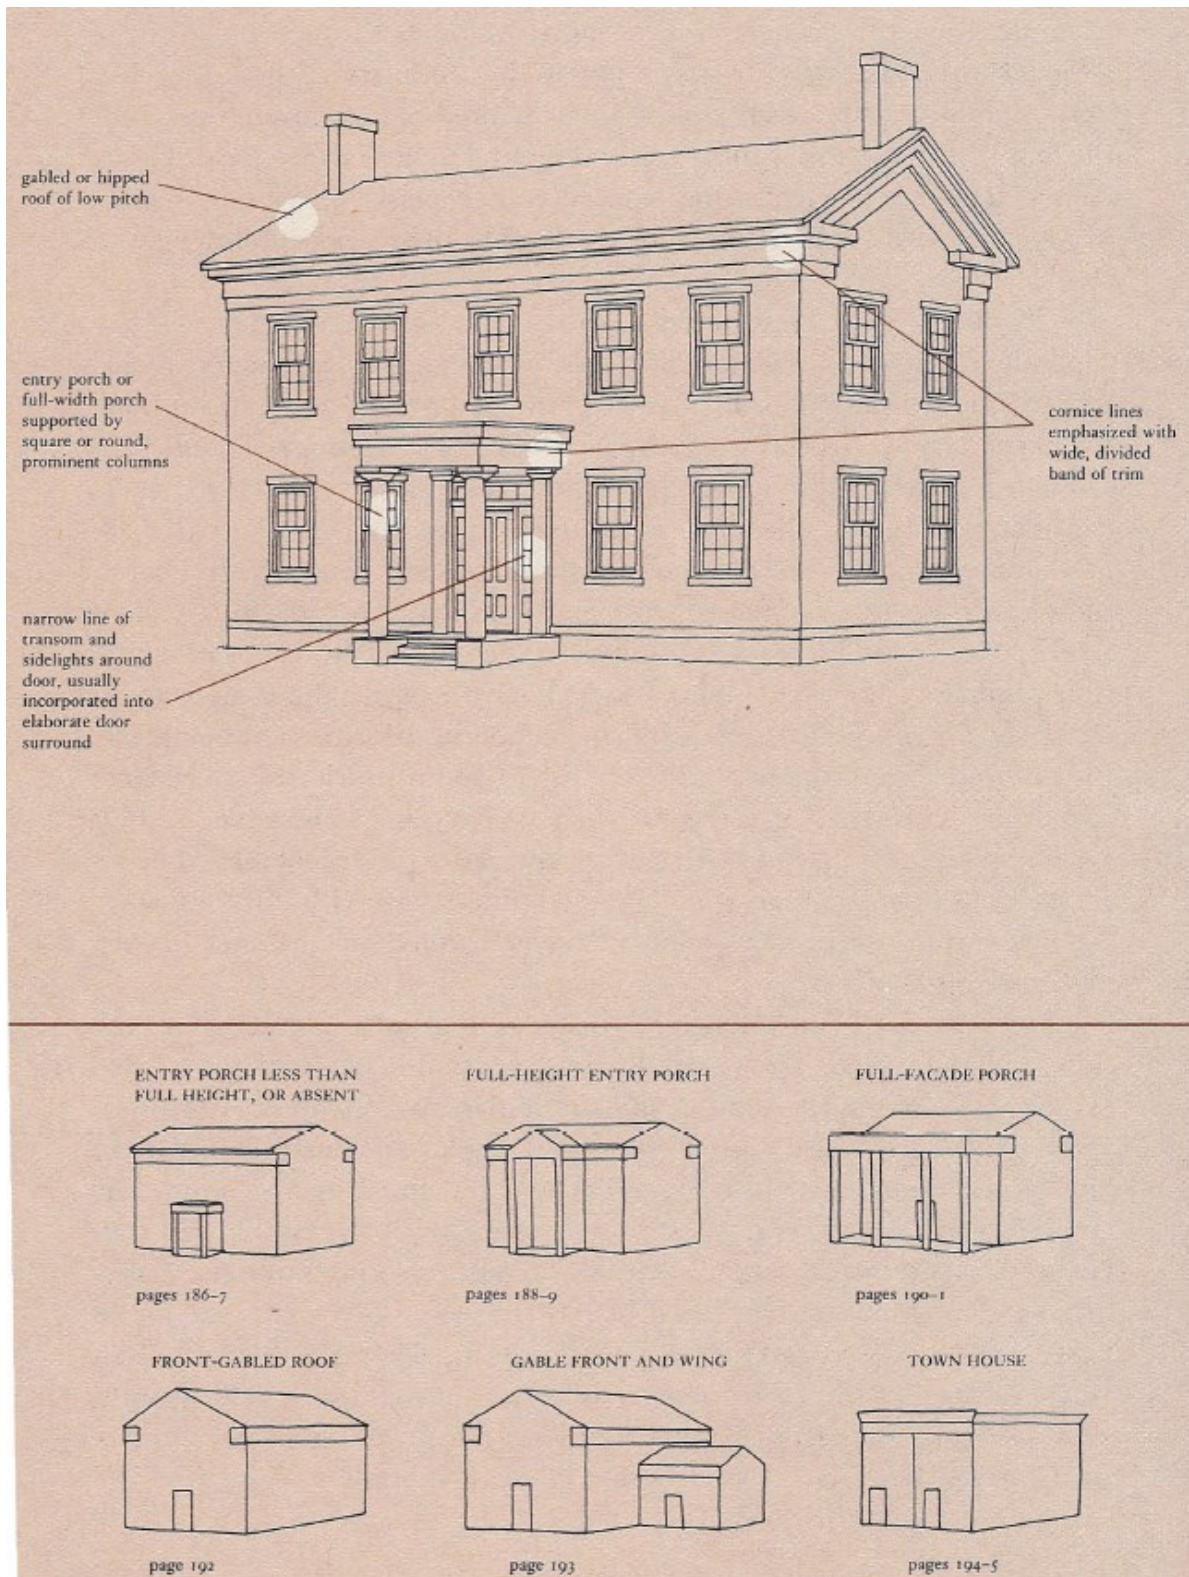 gabled or hipped
roof of low pitch
entry porch or
full-width porch
supported by
square or round,
prominent columns
cornice lines
emphasized with
wide, divided
band of trim
narrow line of
transom and
sidelights around
door, usually
incorporated into
elaborate door
surround
ENTRY PORCH LESS THAN
FULL HEIGHT, OR ABSENT
pages 186–7
FULL-HEIGHT ENTRY PORCH
pages 188–9
FULL-FACADE PORCH
pages 190–1
FRONT-GABLED ROOF
page 192
GABLE FRONT AND WING
page 193
TOWN HOUSE
pages 194–5